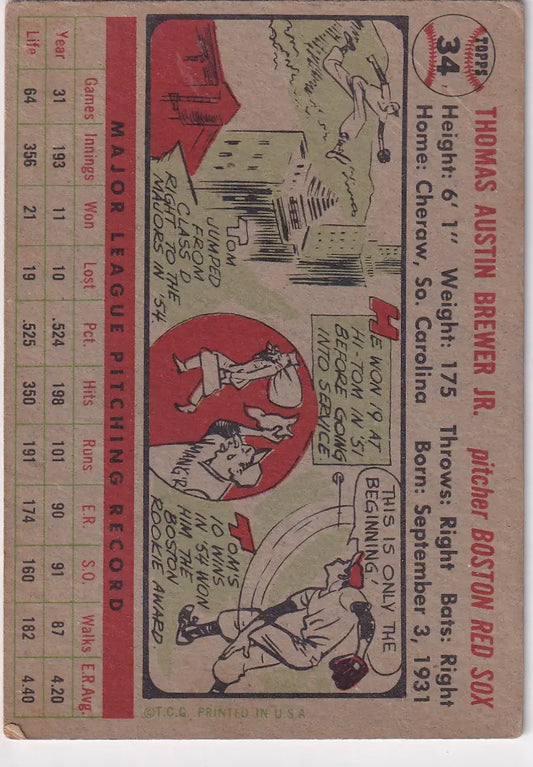 TOPPS
34
THOMAS AUSTIN BREWER JR. pitcher BOSTON RED SOX
Height: 6' 1" Weight: 175 Throws: Right Bats: Right
Home: Cheraw, So. Carolina Born: September 3, 1931
TOM
JUMPED
FROM
CLASS D
RIGHT TO THE
MAJORS IN '54.
HE WON 19 AT
HI-TOM IN '51
BEFORE GOING
INTO SERVICE
THIS IS ONLY THE
BEGINNING!
TOM'S
10 WINS
IN '54 WON
HIM THE
BOSTON
ROOKIE AWARD.
©T.C.G. PRINTED IN U.S.A.
MAJOR LEAGUE PITCHING RECORD
Games Innings Won Lost Pct. Hits Runs E.R. S.O. Walks E.R.Avg.
Year 31 193 11 10 .524 198 101 90 91 87 4.20
Life 64 356 21 19 .525 350 191 174 160 182 4.40